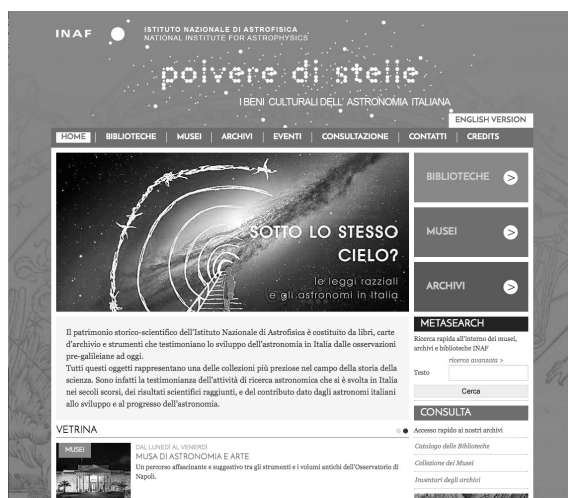 INAF
ISTITUTO NAZIONALE DI ASTROFISICA
NATIONAL INSTITUTE FOR ASTROPHYSICS
polvere di stelle
I BENI CULTURALI DELL' ASTRONOMIA ITALIANA
ENGLISH VERSION
HOME | BIBLIOTECHE | MUSEI | ARCHIVI | EVENTI | CONSULTAZIONE | CONTATTI | CREDITS
SOTTO LO STESSO
CIELO?
le leggi razziali
e gli astronomi in Italia
BIBLIOTECHE >
MUSEI >
ARCHIVI >
Il patrimonio storico-scientifico dell'Istituto Nazionale di Astrofisica è costituito da libri, carte
d'archivio e strumenti che testimoniano lo sviluppo dell'astronomia in Italia dalle osservazioni
pre-galileiane ad oggi.
Tutti questi oggetti rappresentano una delle collezioni più preziose nel campo della storia della
scienza. Sono infatti la testimonianza dell'attività di ricerca astronomica che si è svolta in Italia
nei secoli scorsi, dei risultati scientifici raggiunti, e del contributo dato dagli astronomi italiani
allo sviluppo e al progresso dell'astronomia.
METASEARCH
Ricerca rapida all'interno dei musei,
archivi e biblioteche INAF
ricerca avanzata >
Testo
Cerca
CONSULTA
Accesso rapido ai nostri archivi
Catalogo delle Biblioteche
Collezione dei Musei
Inventari degli archivi
VETRINA
MUSEI
DAL LUNEDÌ AL VENERDÌ
MUSA DI ASTRONOMIA E ARTE
Un percorso affascinante e suggestivo tra gli strumenti e i volumi antichi dell'Osservatorio di
Napoli.